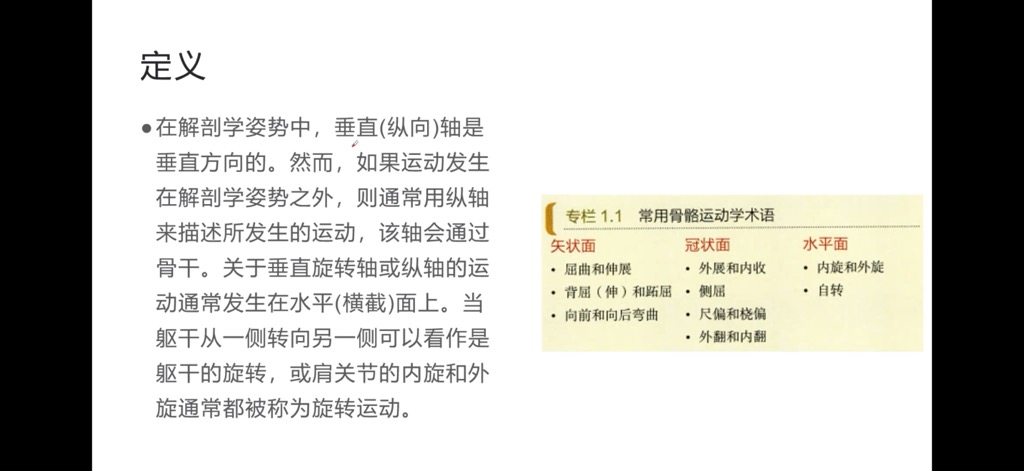 定义
●在解剖学姿势中，垂直(纵向)轴是
垂直方向的。然而，如果运动发生
在解剖学姿势之外，则通常用纵轴
来描述所发生的运动，该轴会通过
骨干。关于垂直旋转轴或纵轴的运
动通常发生在水平(横截)面上。当
躯干从一侧转向另一侧可以看作是
躯干的旋转，或肩关节的内旋和外
旋通常都被称为旋转运动。
专栏 1.1 常用骨骼运动学术语
矢状面
• 屈曲和伸展
• 背屈（伸）和跖屈
• 向前和向后弯曲
冠状面
• 外展和内收
• 侧屈
• 尺偏和桡偏
• 外翻和内翻
水平面
• 内旋和外旋
• 自转